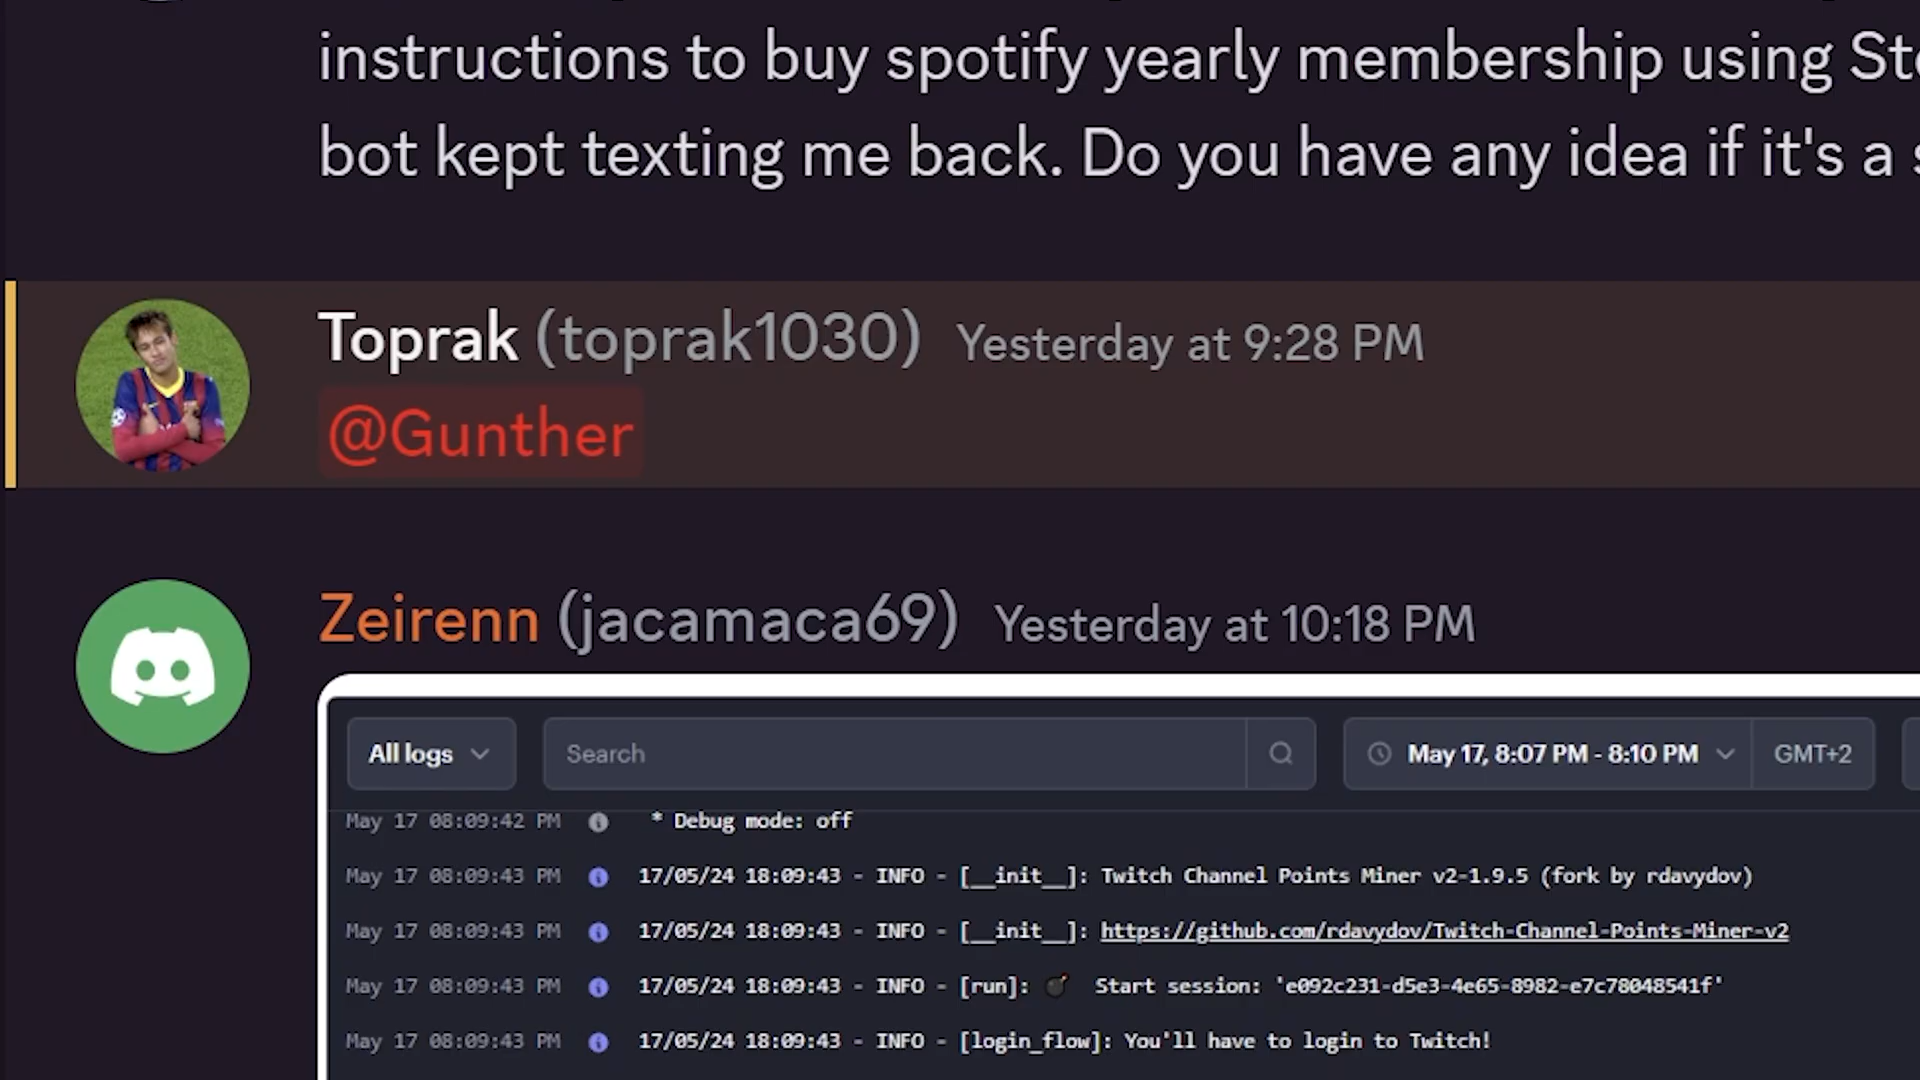 instructions to buy spotify yearly membership using
bot kept texting me back. Do you have any idea if it's a
Toprak (toprak1030) Yesterday at 9:28 PM
@Gunther
Zeirenn (jacamaca69) Yesterday at 10:18 PM
All logs Search May 17, 8:07 PM - 8:10 PM GMT+2
May 17 08:09:42 PM * Debug mode: off
May 17 08:09:43 PM 17/05/24 18:09:43 - INFO - [__init__]: Twitch Channel Points Miner v2-1.9.5 (fork by rdavydov)
May 17 08:09:43 PM 17/05/24 18:09:43 - INFO - [__init__]: https://github.com/rdavydov/Twitch-Channel-Points-Miner-v2
May 17 08:09:43 PM 17/05/24 18:09:43 - INFO - [run]: 💣 Start session: 'e092c231-d5e3-4e65-8982-e7c78048541f'
May 17 08:09:43 PM 17/05/24 18:09:43 - INFO - [login_flow]: You'll have to login to Twitch!